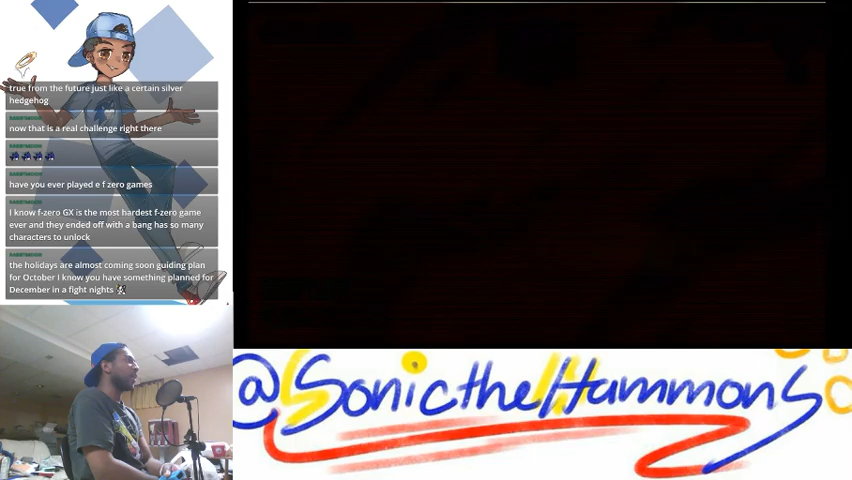 true from the future just like a certain silver
hedgehog
now that is a real challenge right there
have you ever played e f zero games
I know f-zero GX is the most hardest f-zero game
ever and they ended off with a bang has so many
characters to unlock
the holidays are almost coming soon guiding plan
for October I know you have something planned for
December in a fight nights
@SonictheHammons